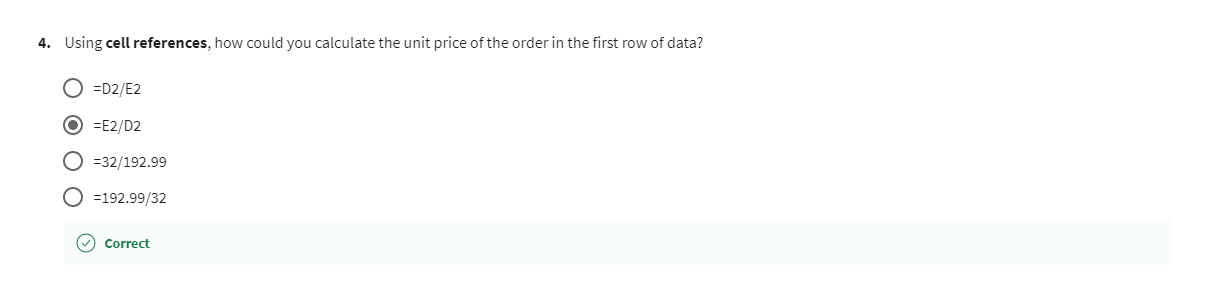 4. Using cell references, how could you calculate the unit price of the order in the first row of data?
=D2/E2
=E2/D2
=32/192.99
=192.99/32
Correct